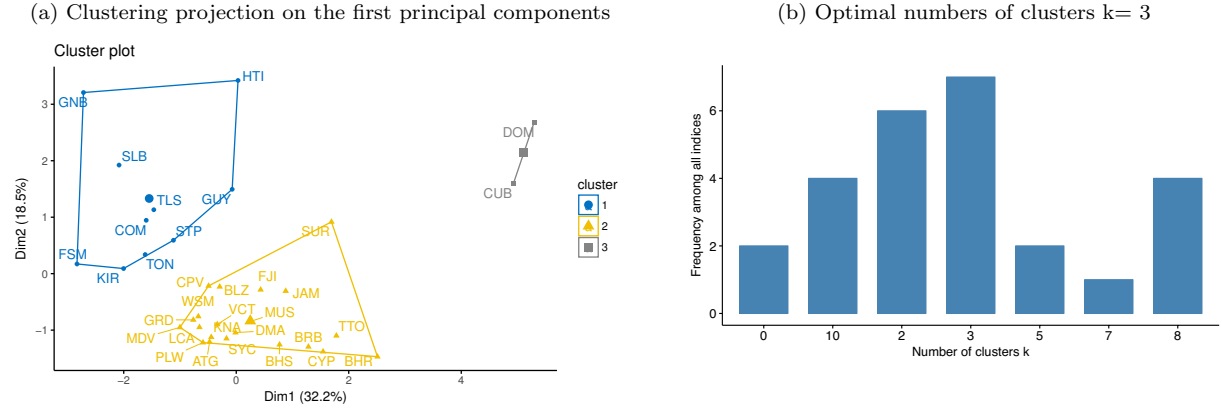 (a) Clustering projection on the first principal components
Cluster plot
Dim2 (18.5%)
3
2
1
0
−1
−2
0
2
4
Dim1 (32.2%)
HTI
GNB
SLB
TLS
GUY
COM
STP
FSM
TON
KIR
DOM
CUB
SUR
CPV
BLZ
FJI
JAM
WSM
VCT
MUS
GRD
KNA
DMA
TTO
MDV
LCA
BRB
PLW
ATG
SYC
BHS
CYP
BHR
cluster
1
2
3
(b) Optimal numbers of clusters k= 3
Frequency among all indices
6
4
2
0
0
10
2
3
5
7
8
Number of clusters k